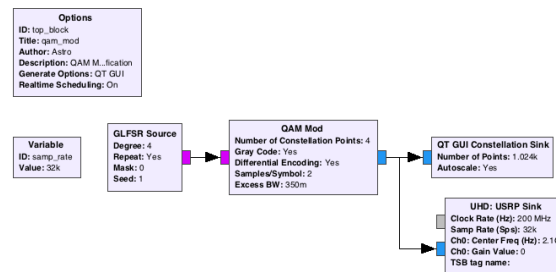 Options
ID: top_block
Title: qam_mod
Author: Astro
Description: QAM M...fication
Generate Options: QT GUI
Realtime Scheduling: On
Variable
ID: samp_rate
Value: 32k
GLFSR Source
Degree: 4
Repeat: Yes
Mask: 0
Seed: 1
QAM Mod
Number of Constellation Points: 4
Gray Code: Yes
Differential Encoding: Yes
Samples/Symbol: 2
Excess BW: 350m
QT GUI Constellation Sink
Number of Points: 1.024k
Autoscale: Yes
UHD: USRP Sink
Clock Rate (Hz): 200 MHz
Samp Rate (Sps): 32k
Ch0: Center Freq (Hz): 2.16
Ch0: Gain Value: 0
TSB tag name: